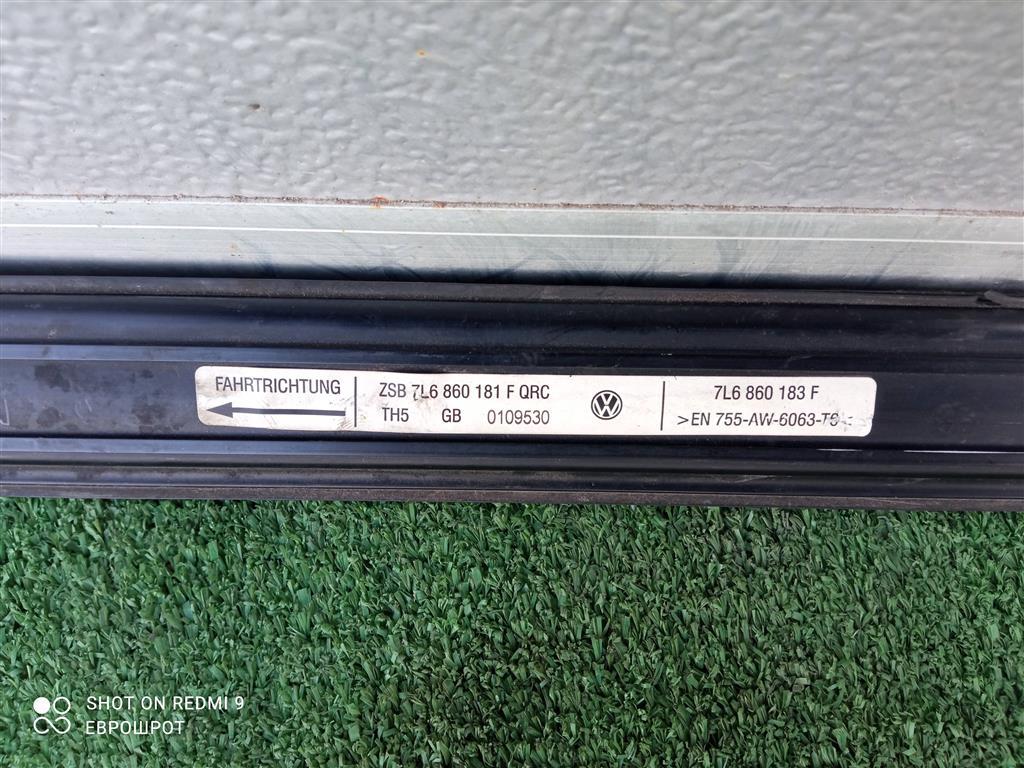 FAHRTRICHTUNG
ZSB 7L6 860 181 F QRC
TH5 GB 0109530
7L6 860 183 F
>EN 755-AW-6063-T6<
SHOT ON REDMI 9
ЕВРОШРОТ